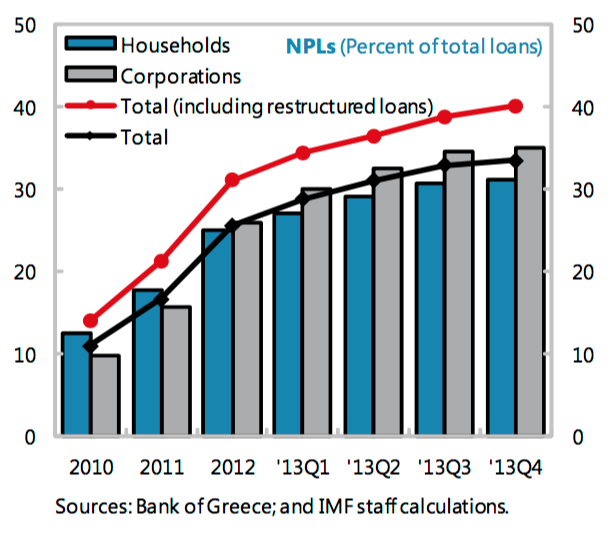 NPLs (Percent of total loans)
Households
Corporations
Total (including restructured loans)
Total
50
40
30
20
10
0
50
40
30
20
10
0
2010 2011 2012 '13Q1 '13Q2 '13Q3 '13Q4
Sources: Bank of Greece; and IMF staff calculations.